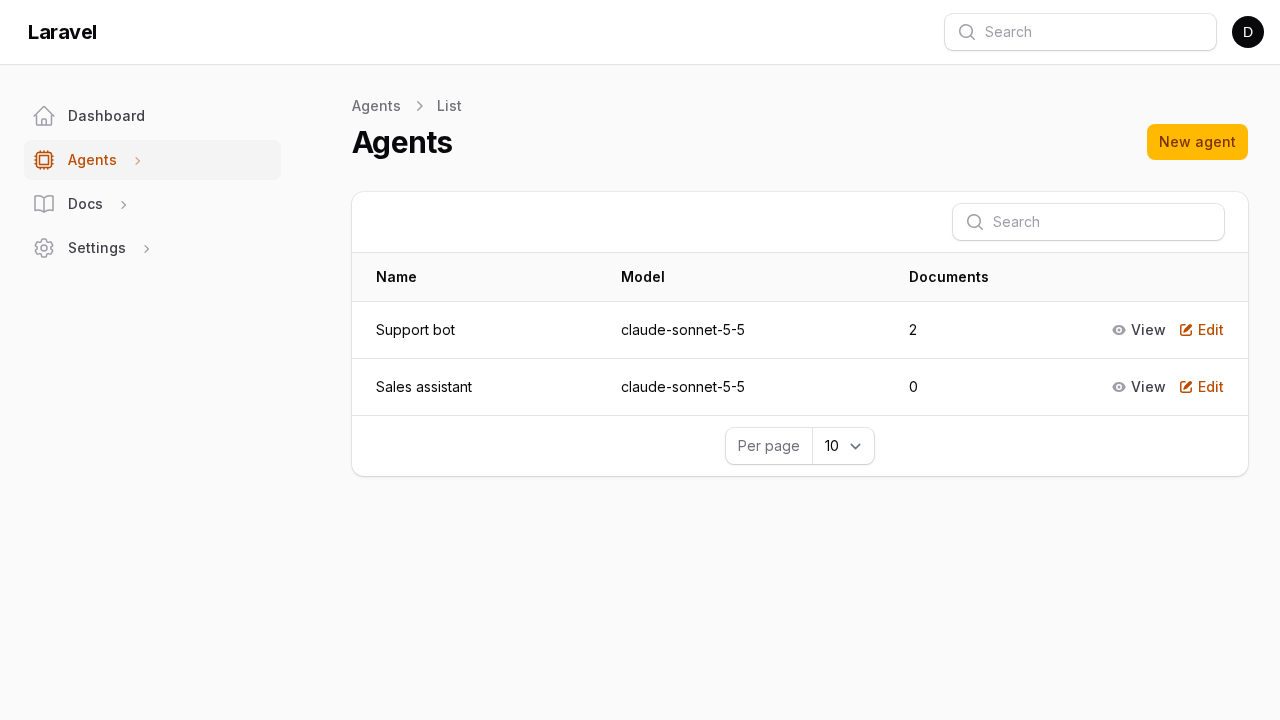 Laravel
Search
D
Dashboard
Agents
Docs
Settings
Agents
List
Agents
New agent
Search
Name Model Documents
Support bot claude-sonnet-5-5 2 View Edit
Sales assistant claude-sonnet-5-5 0 View Edit
Per page 10